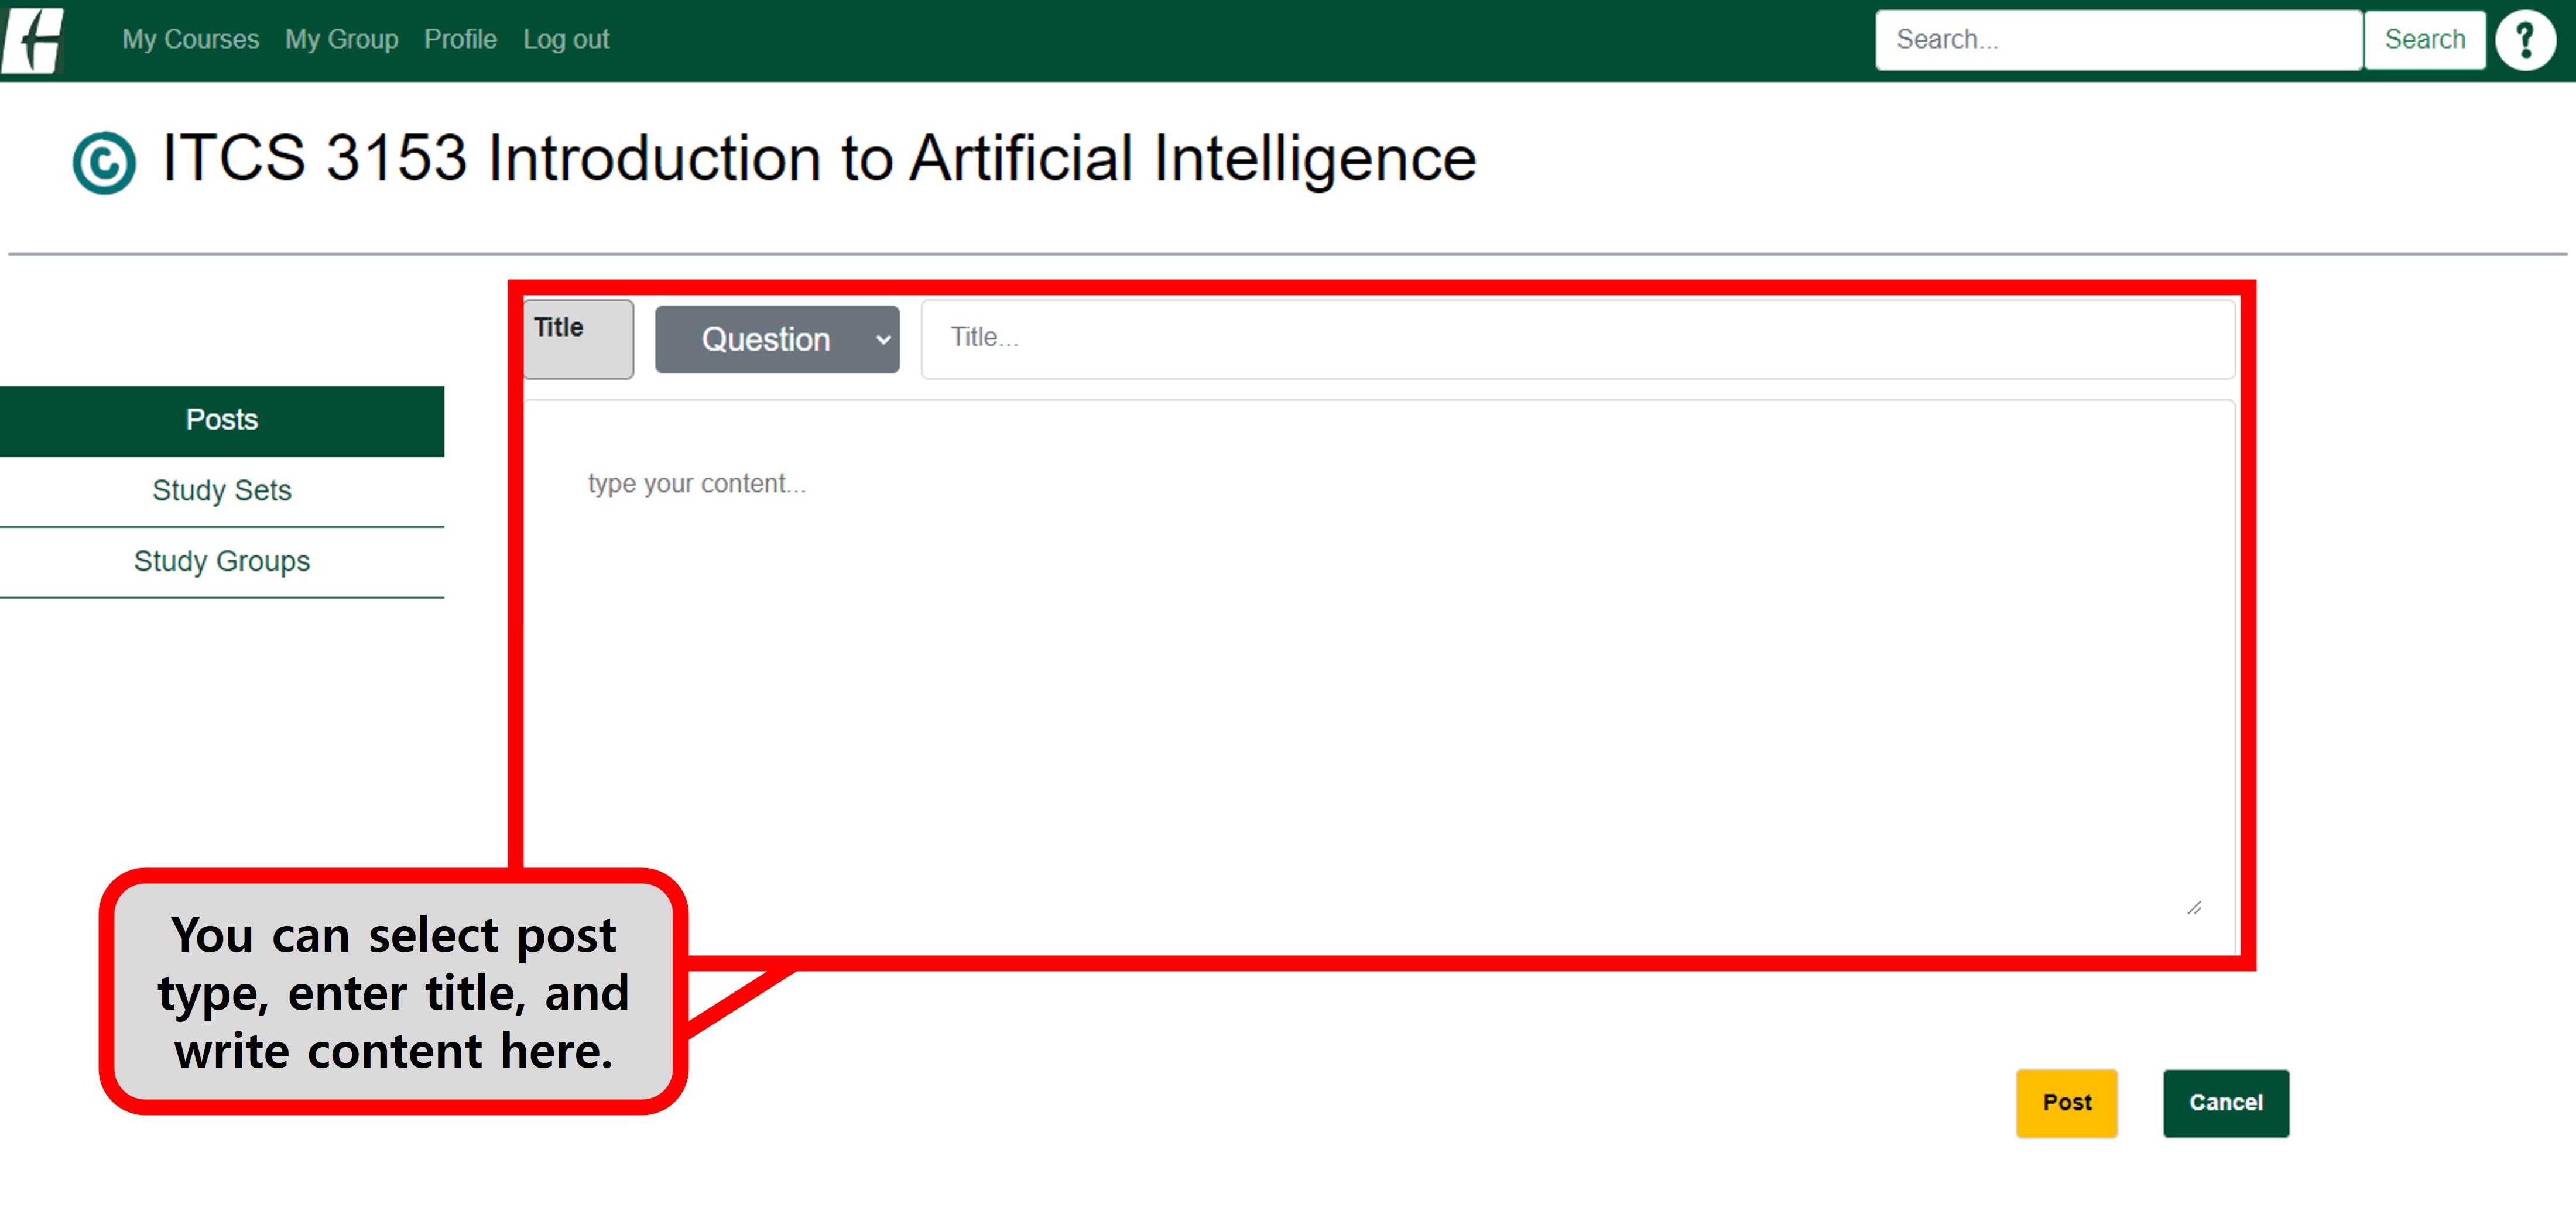 My Courses My Group Profile Log out Search... Search ?
© ITCS 3153 Introduction to Artificial Intelligence
Title Question Title...
Posts
Study Sets
Study Groups
type your content...
You can select post
type, enter title, and
write content here.
Post Cancel